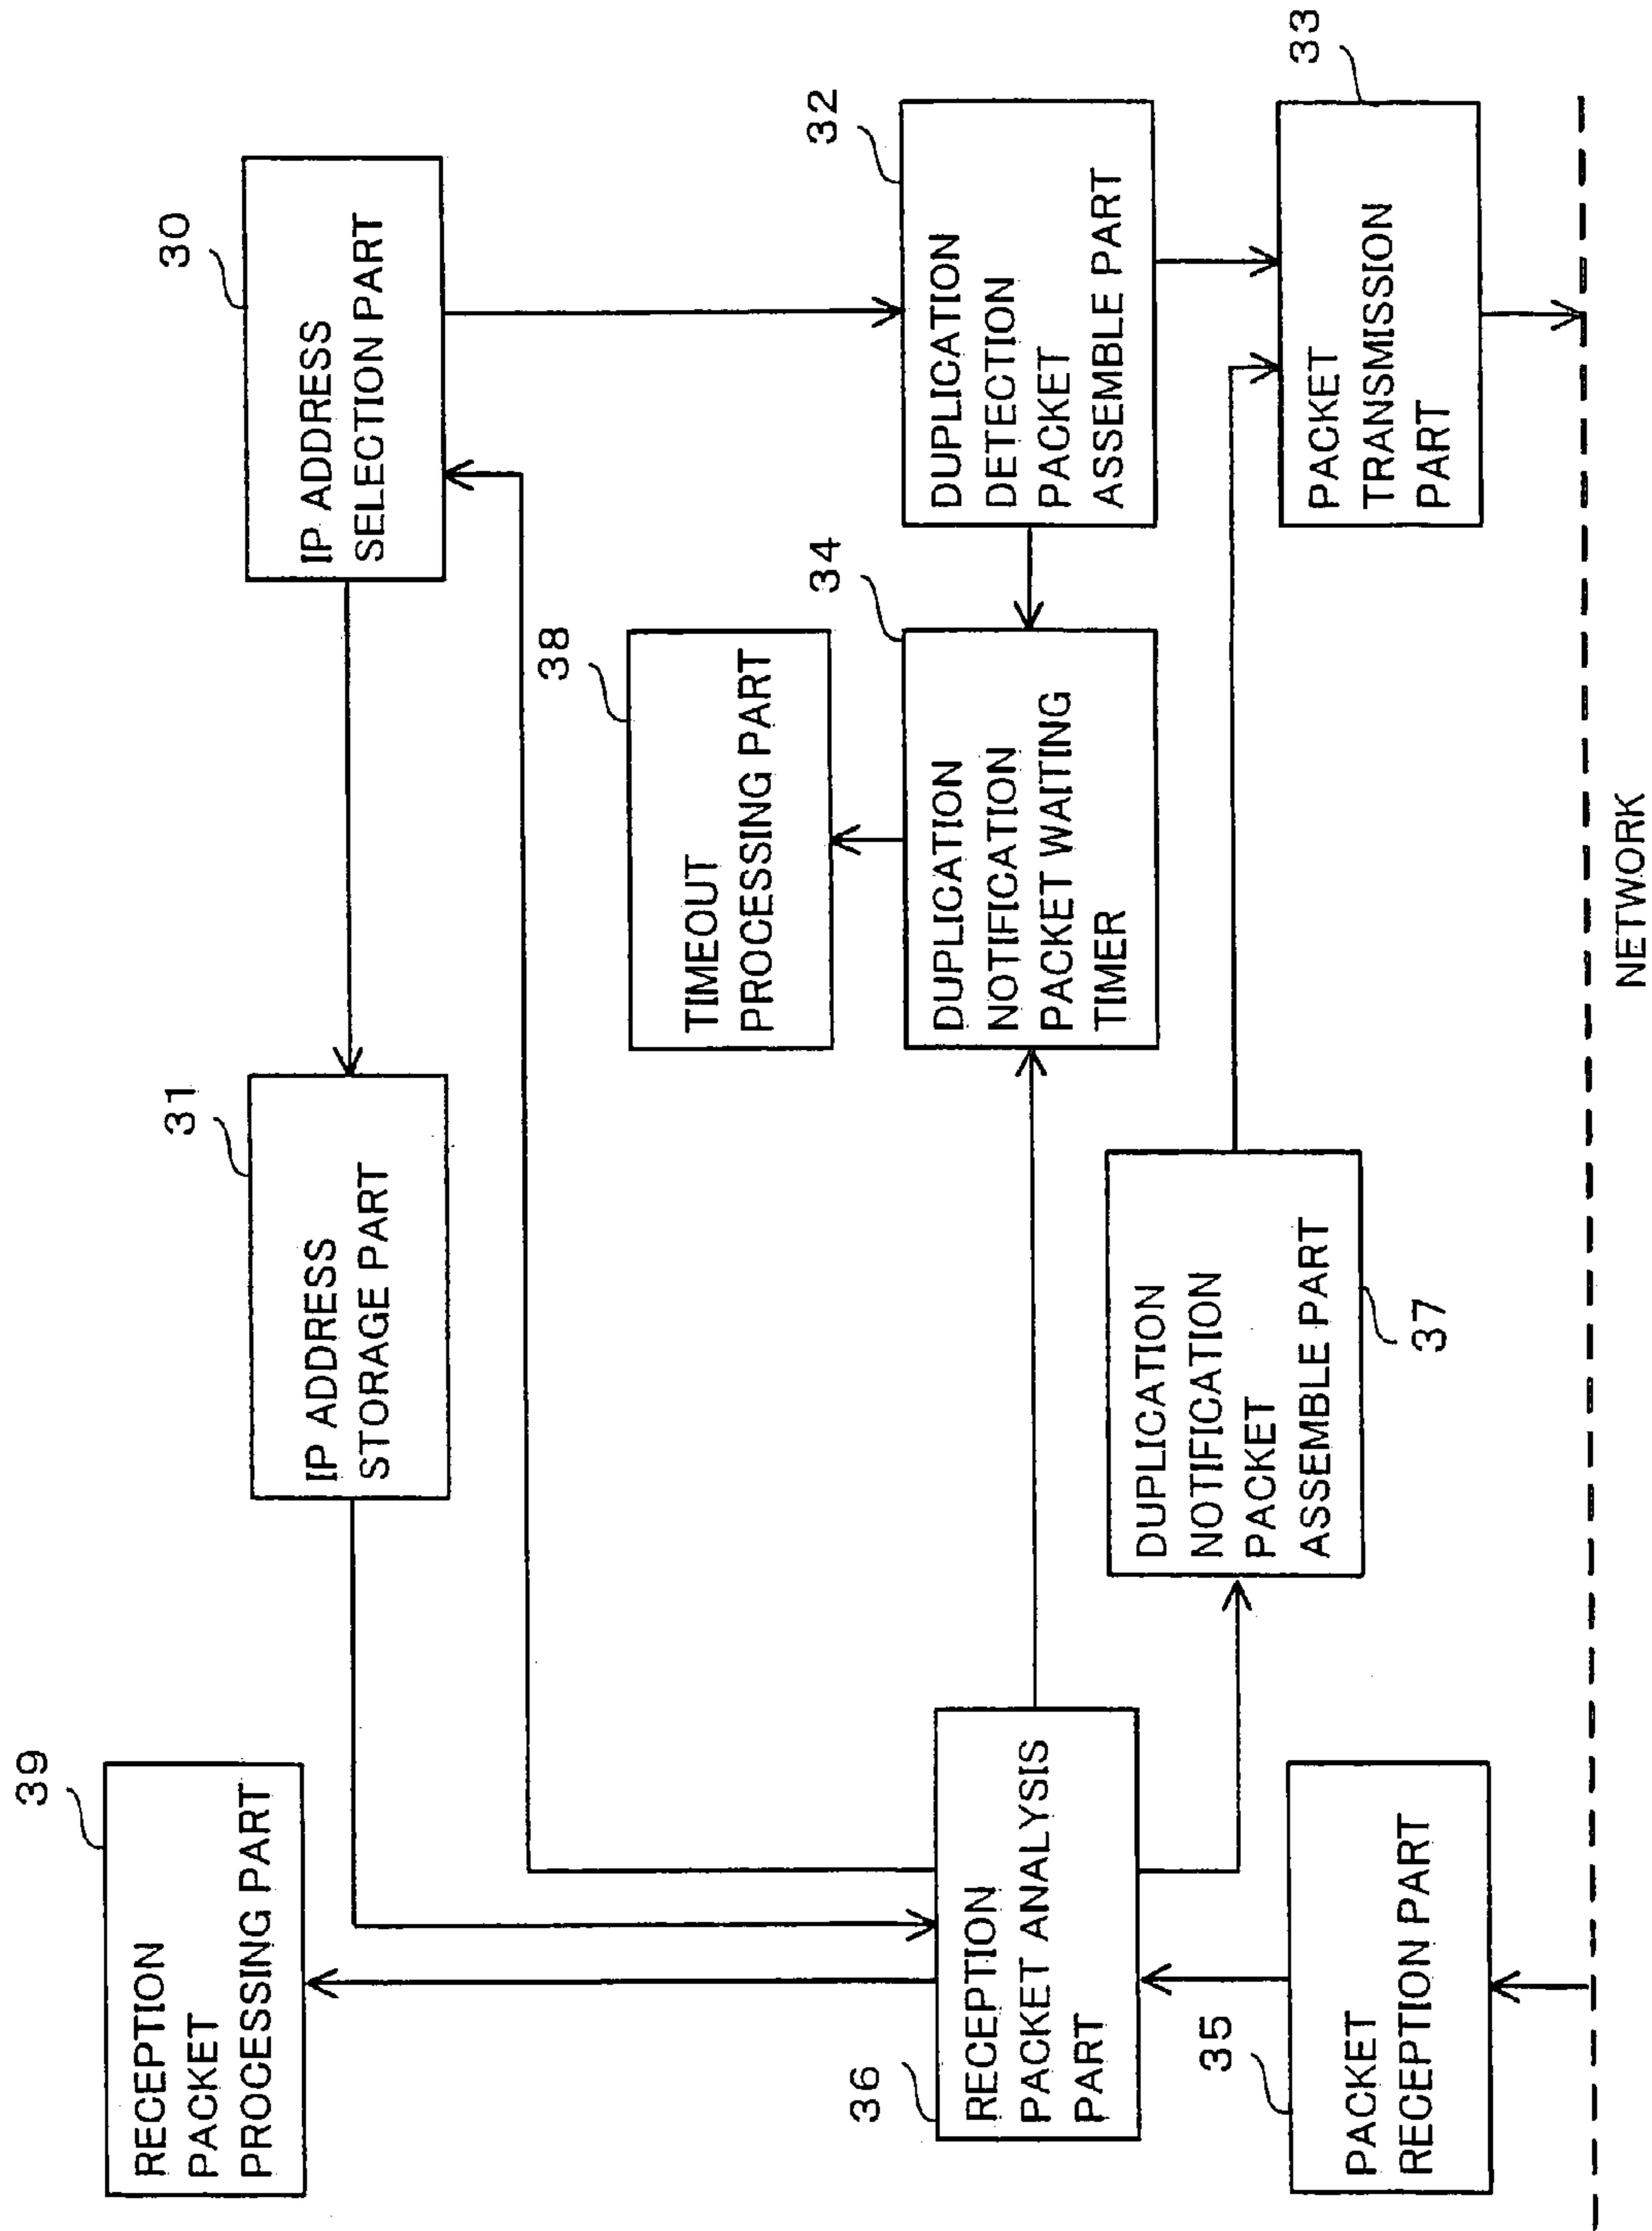 39
RECEPTION
PACKET
PROCESSING PART
31
IP ADDRESS
STORAGE PART
30
IP ADDRESS
SELECTION PART
38
TIMEOUT
PROCESSING PART
36
RECEPTION
PACKET ANALYSIS
PART
34
DUPLICATION
NOTIFICATION
PACKET WAITING
TIMER
32
DUPLICATION
DETECTION
PACKET
ASSEMBLE PART
DUPLICATION
NOTIFICATION
PACKET
ASSEMBLE PART
37
35
PACKET
RECEPTION PART
33
PACKET
TRANSMISSION
PART
NETWORK